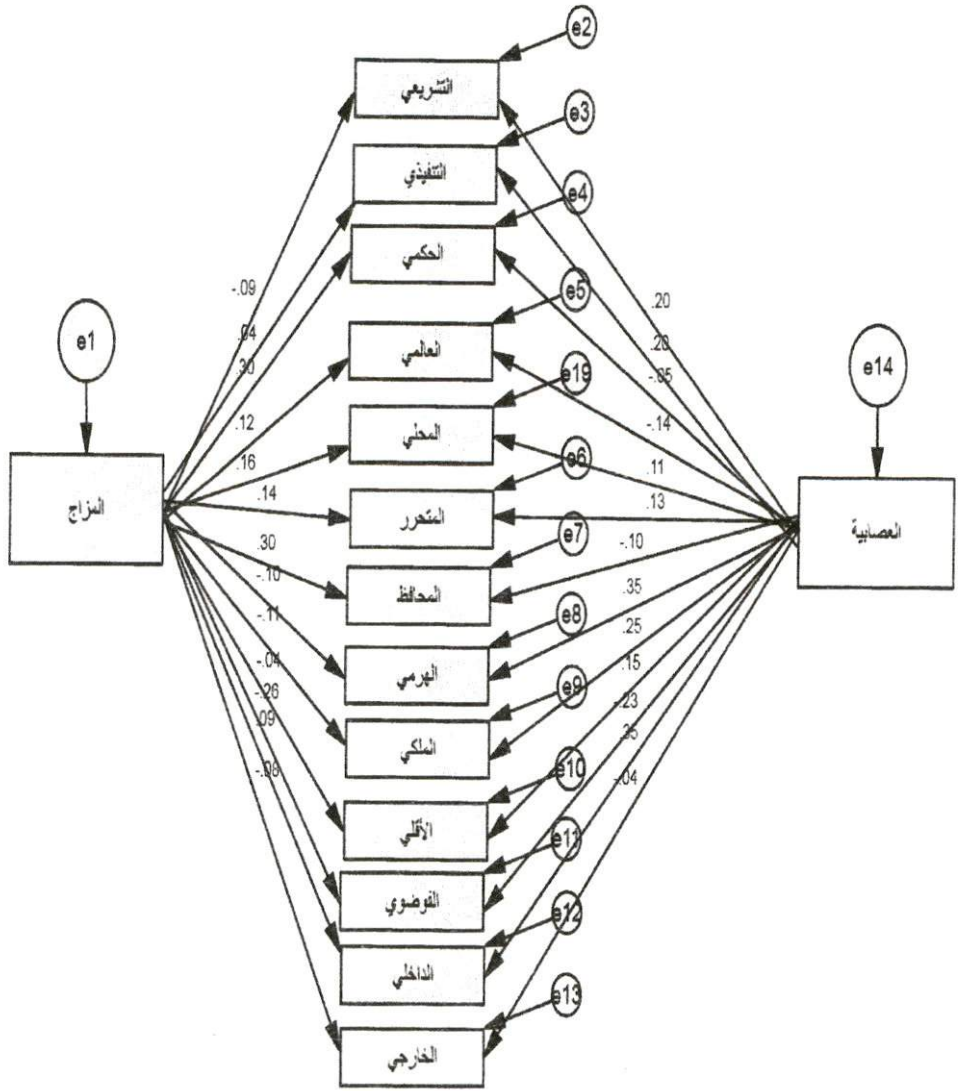 e2
التشريعي
e3
التنفيذي
e4
الحكمي
-.09
.20
e5
.04
.20
العالمي
.30
-.05
e1
e19
e14
.12
-.14
المحلي
.16
.11
e6
المزاج
.14
المتحرر
.13
العصابية
.30
e7
-.10
-.10
المحافظ
.35
-.11
e8
.25
الهرمي
-.04
.15
e9
-.26
-.23
.09
الملكي
.35
-.08
e10
-.04
الأقلي
e11
الفوضوي
e12
الداخلي
e13
الخارجي